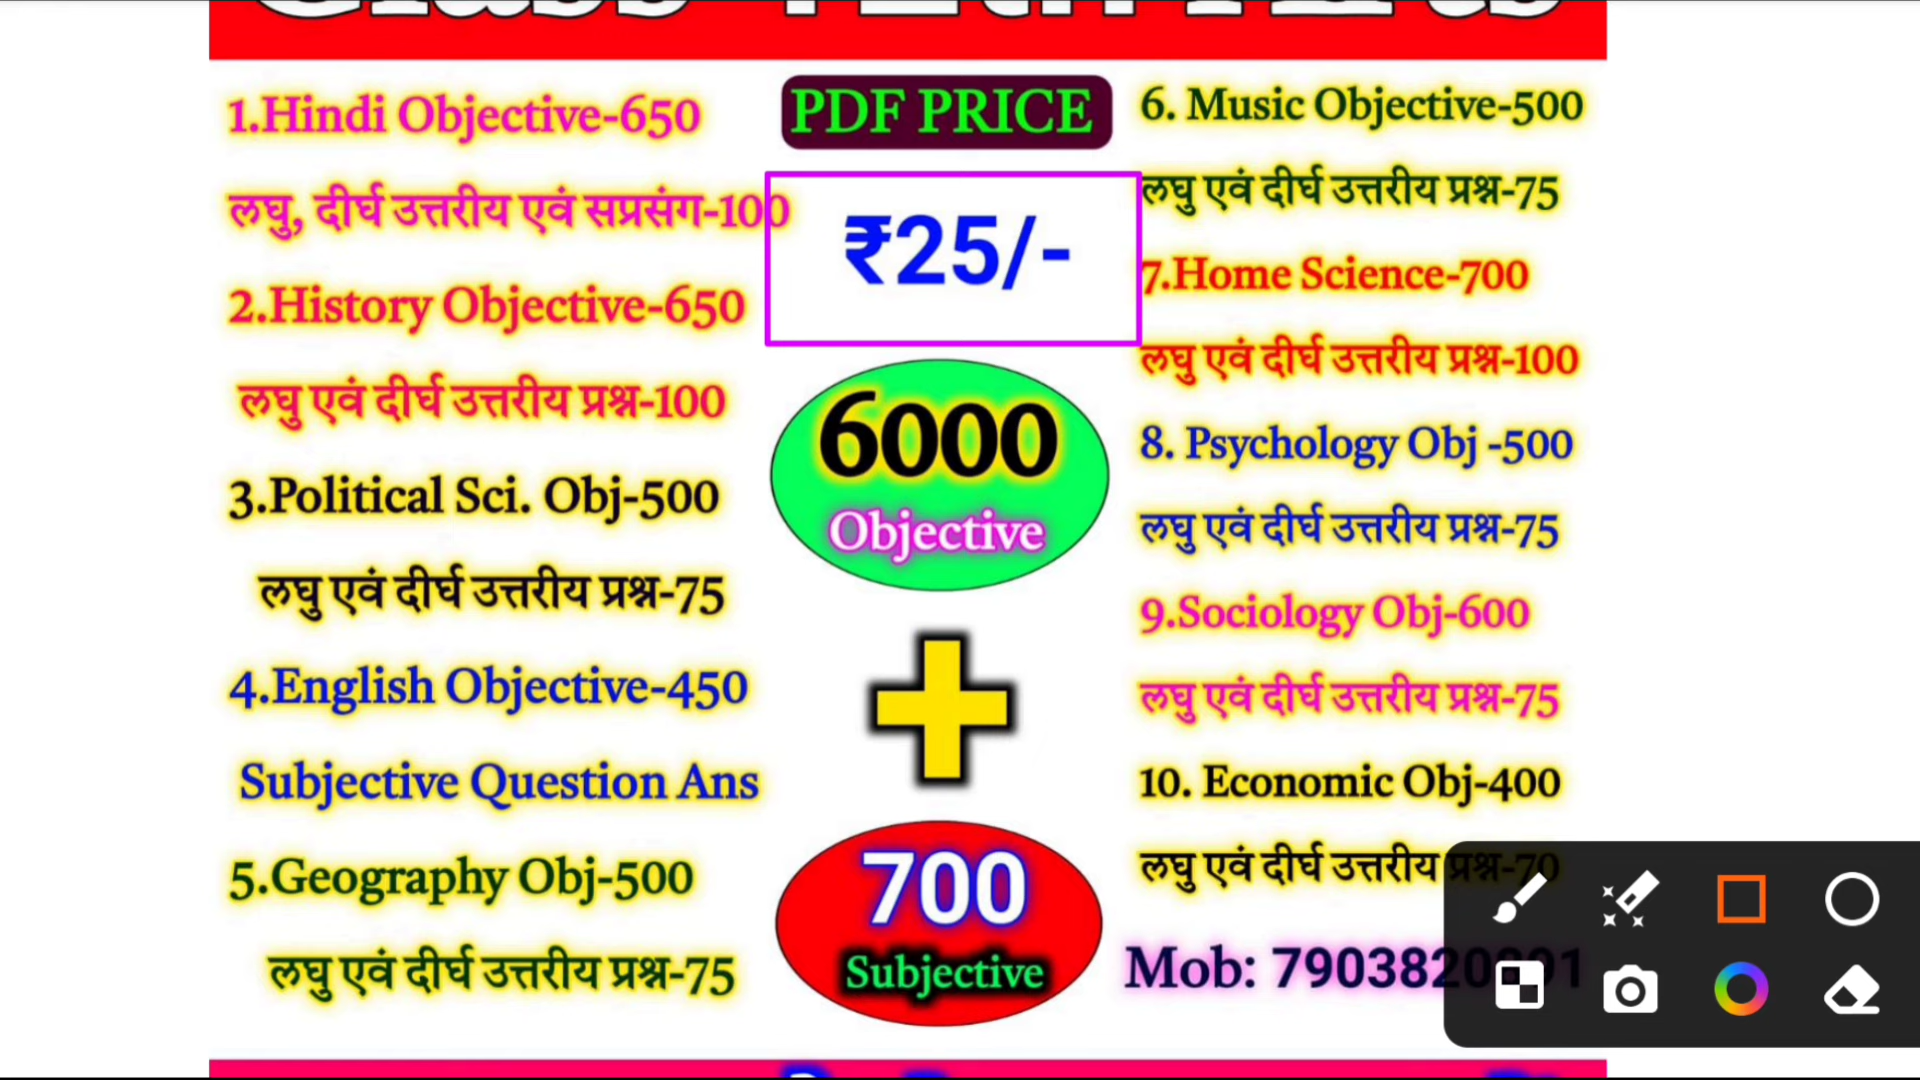 Class 12th Arts
1.Hindi Objective-650
लघु, दीर्घ उत्तरीय एवं सप्रसंग-100
2.History Objective-650
लघु एवं दीर्घ उत्तरीय प्रश्न-100
3.Political Sci. Obj-500
लघु एवं दीर्घ उत्तरीय प्रश्न-75
4.English Objective-450
Subjective Question Ans
5.Geography Obj-500
लघु एवं दीर्घ उत्तरीय प्रश्न-75
PDF PRICE
₹25/-
6000
Objective
700
Subjective
6. Music Objective-500
लघु एवं दीर्घ उत्तरीय प्रश्न-75
7.Home Science-700
लघु एवं दीर्घ उत्तरीय प्रश्न-100
8. Psychology Obj -500
लघु एवं दीर्घ उत्तरीय प्रश्न-75
9.Sociology Obj-600
लघु एवं दीर्घ उत्तरीय प्रश्न-75
10. Economic Obj-400
लघु एवं दीर्घ उत्तरीय प्रश्न-70
Mob: